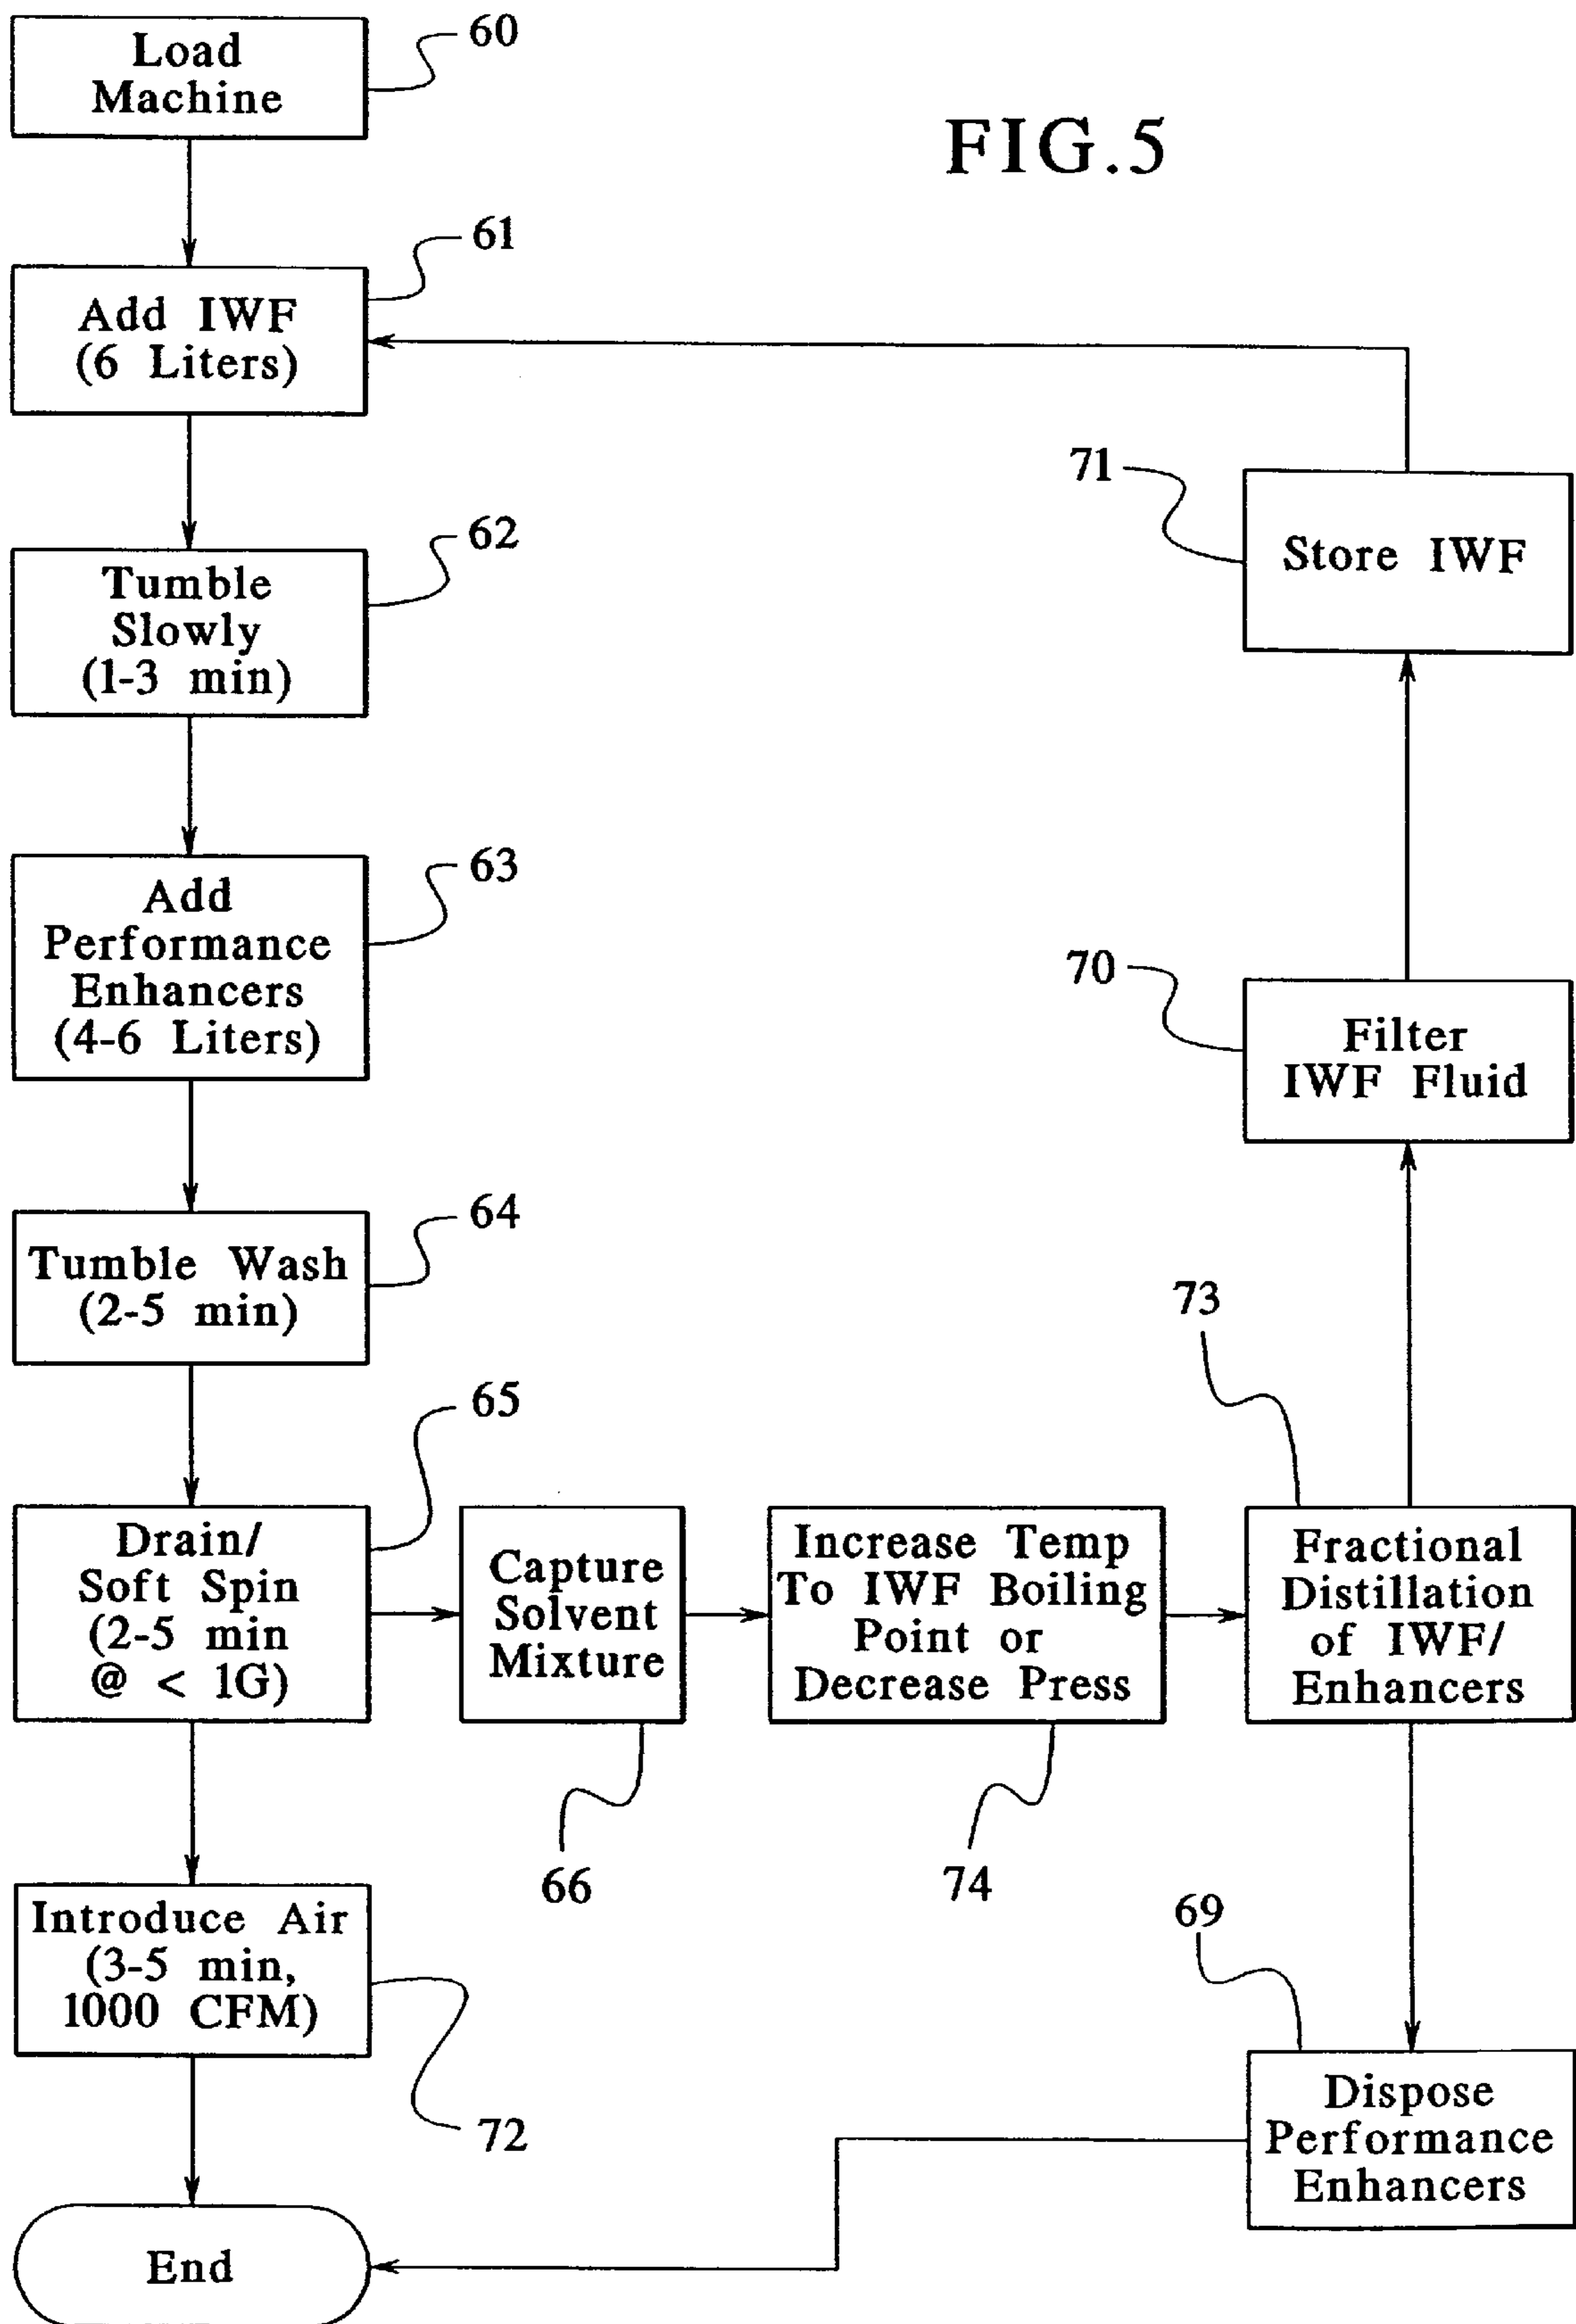 FIG.5
Load
Machine
60
Add IWF
(6 Liters)
61
Tumble
Slowly
(1-3 min)
62
Add
Performance
Enhancers
(4-6 Liters)
63
Tumble Wash
(2-5 min)
64
Drain/
Soft Spin
(2-5 min
@ < 1G)
65
Capture
Solvent
Mixture
66
Increase Temp
To IWF Boiling
Point or
Decrease Press
74
Fractional
Distillation
of IWF/
Enhancers
73
Filter
IWF Fluid
70
Store IWF
71
Dispose
Performance
Enhancers
69
Introduce Air
(3-5 min,
1000 CFM)
72
End